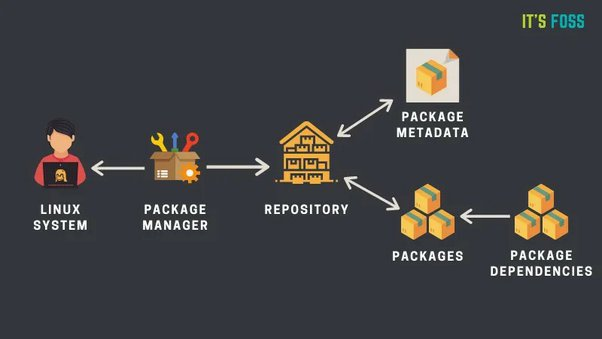 IT'S FOSS
PACKAGE
METADATA
LINUX
SYSTEM
PACKAGE
MANAGER
REPOSITORY
PACKAGES
PACKAGE
DEPENDENCIES